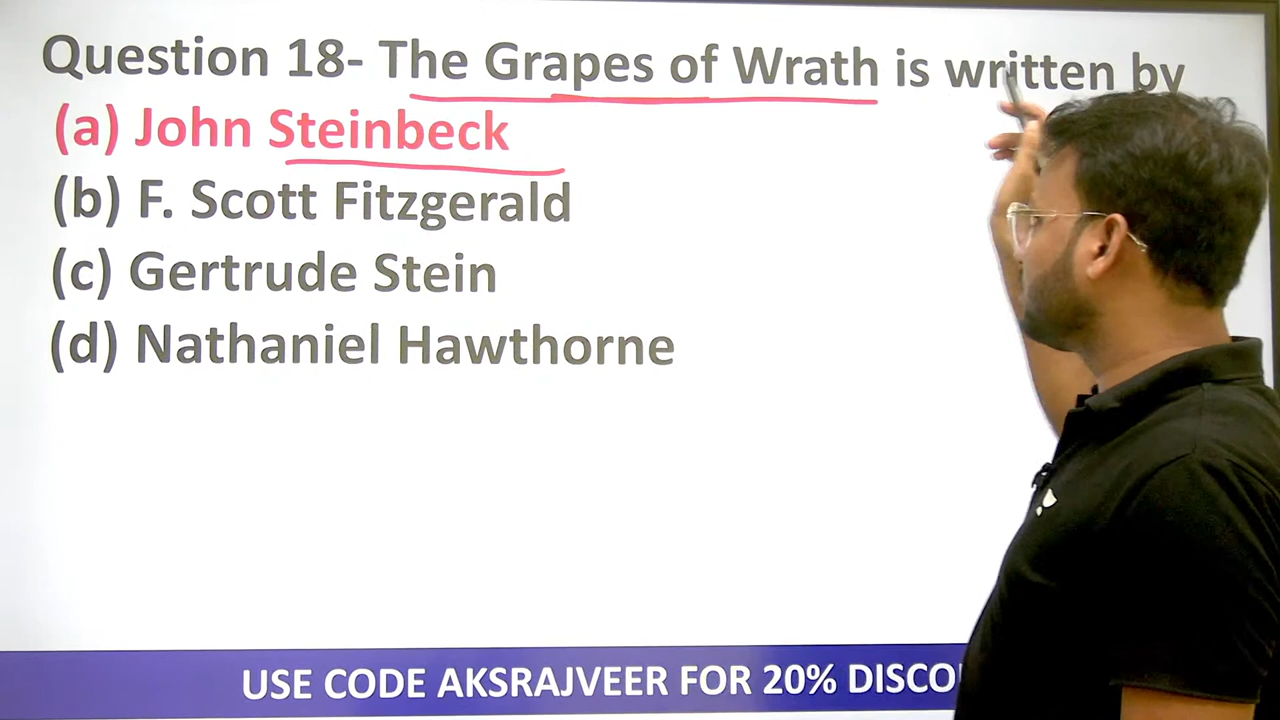 Question 18- The Grapes of Wrath is written by
(a) John Steinbeck
(b) F. Scott Fitzgerald
(c) Gertrude Stein
(d) Nathaniel Hawthorne
USE CODE AKSRAJVEER FOR 20% DISCO